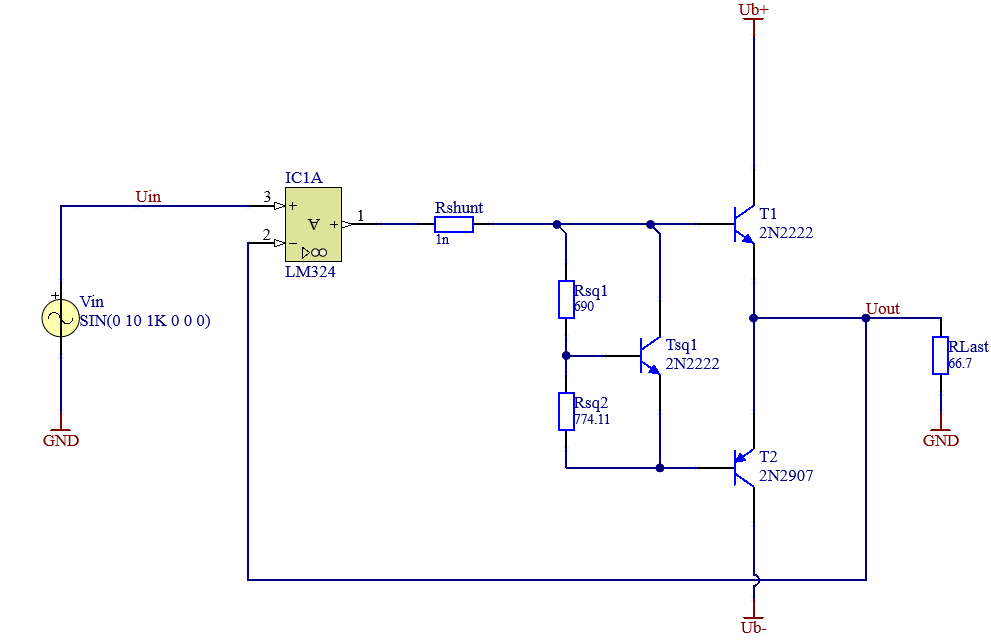 Ub+
IC1A
Uin
3
+
A
+
1
2
−
▷∞
LM324
Rshunt
1n
T1
2N2222
Vin
SIN(0 10 1K 0 0 0)
+
Rsq1
690
Uout
Tsq1
2N2222
RLast
66.7
Rsq2
774.11
GND
GND
T2
2N2907
Ub-